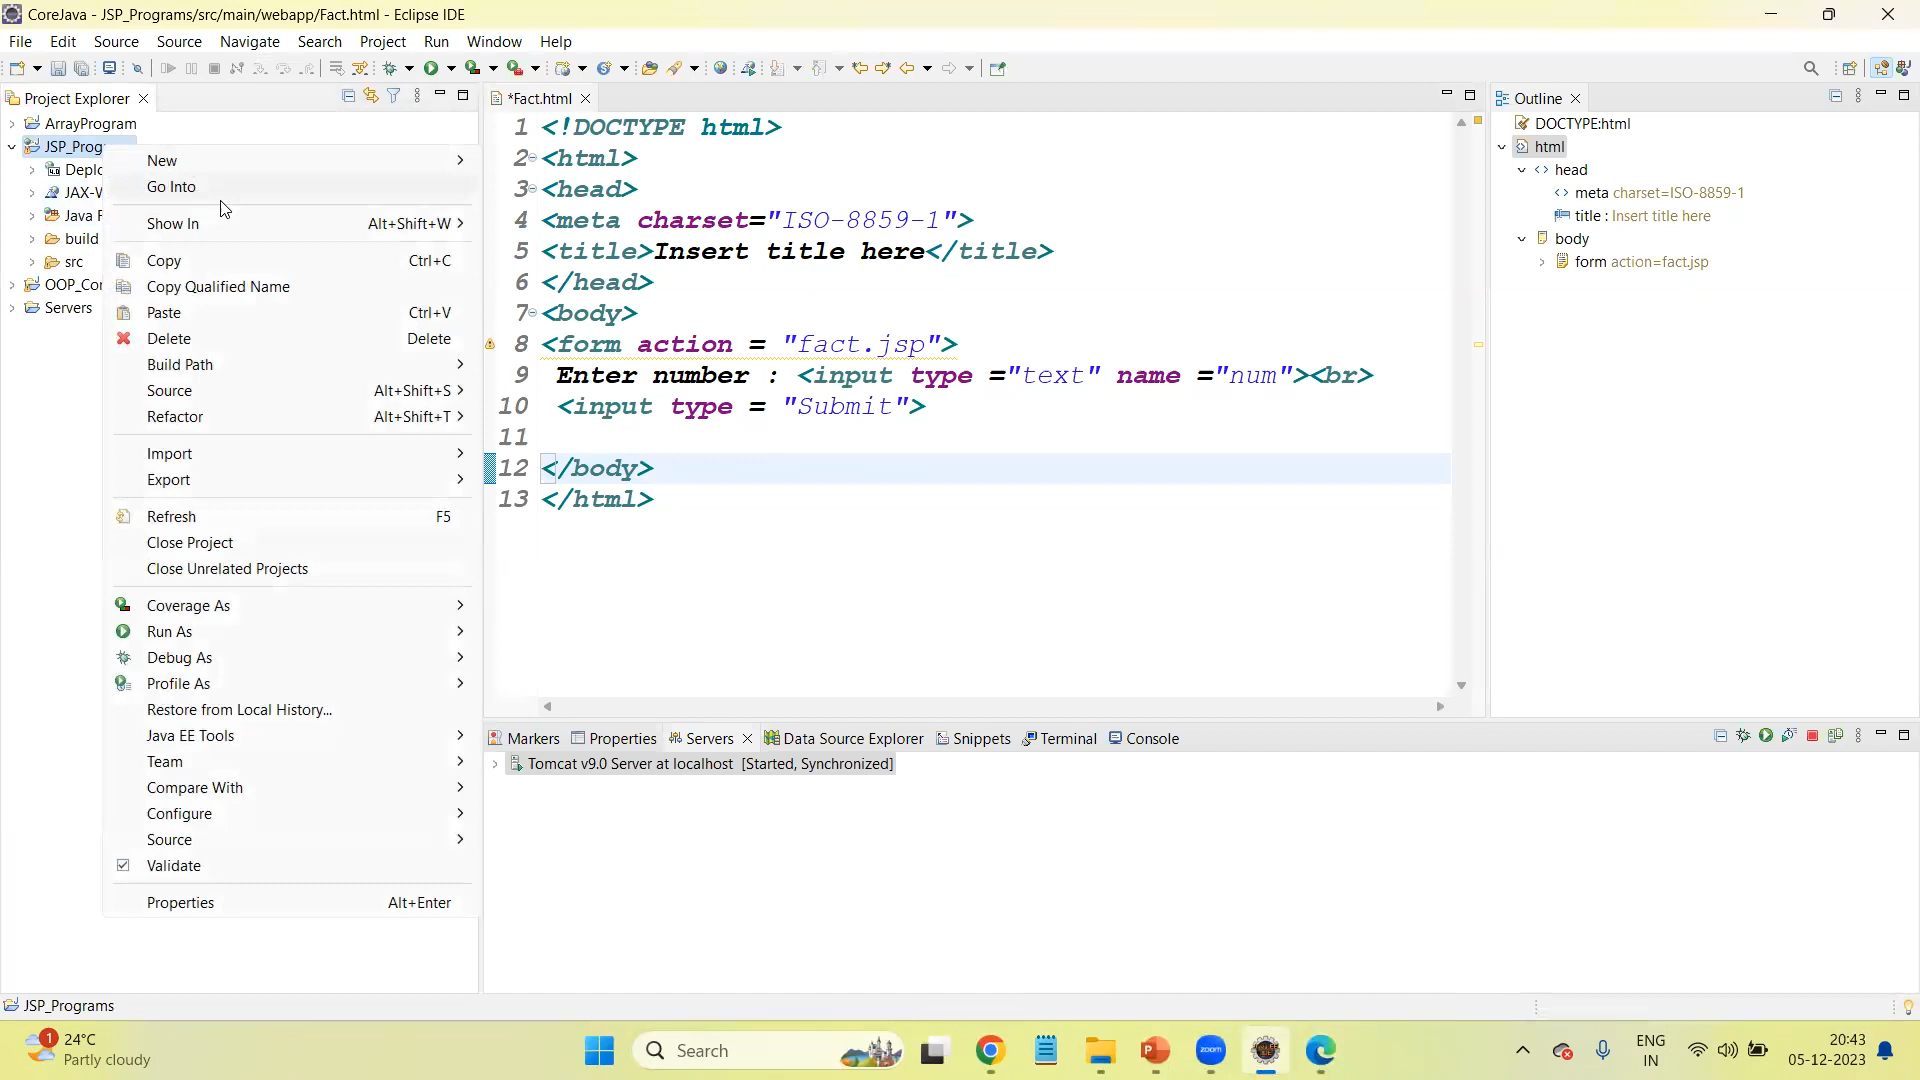 CoreJava - JSP_Programs/src/main/webapp/Fact.html - Eclipse IDE
File Edit Source Source Navigate Search Project Run Window Help
Project Explorer
ArrayProgram
JSP_Prog
Deplo
JAX-W
Java F
build
src
OOP_Cor
Servers
New
Go Into
Show In Alt+Shift+W
Copy Ctrl+C
Copy Qualified Name
Paste Ctrl+V
Delete Delete
Build Path
Source Alt+Shift+S
Refactor Alt+Shift+T
Import
Export
Refresh F5
Close Project
Close Unrelated Projects
Coverage As
Run As
Debug As
Profile As
Restore from Local History...
Java EE Tools
Team
Compare With
Configure
Source
Validate
Properties Alt+Enter
*Fact.html
1 <!DOCTYPE html>
2 <html>
3 <head>
4 <meta charset="ISO-8859-1">
5 <title>Insert title here</title>
6 </head>
7 <body>
8 <form action = "fact.jsp">
9 Enter number : <input type ="text" name ="num"><br>
10 <input type = "Submit">
11
12 </body>
13 </html>
Outline
DOCTYPE:html
html
head
meta charset=ISO-8859-1
title : Insert title here
body
form action=fact.jsp
Markers Properties Servers Data Source Explorer Snippets Terminal Console
Tomcat v9.0 Server at localhost [Started, Synchronized]
JSP_Programs
1
24°C
Partly cloudy
Search
zoom
ENG
IN
20:43
05-12-2023